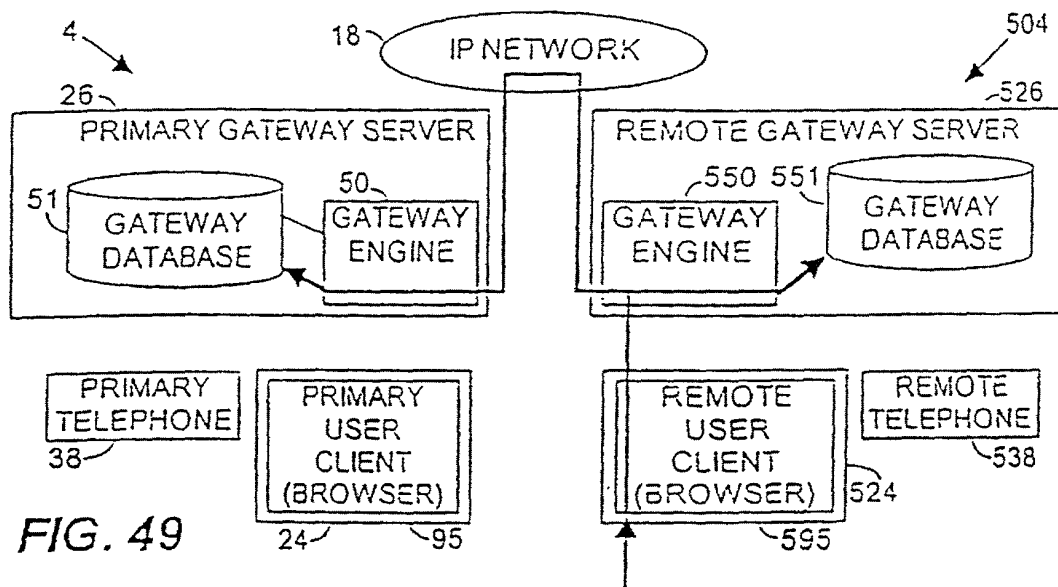 4
18
IP NETWORK
504
26
PRIMARY GATEWAY SERVER
526
REMOTE GATEWAY SERVER
51
GATEWAY
DATABASE
50
GATEWAY
ENGINE
550
GATEWAY
ENGINE
551
GATEWAY
DATABASE
PRIMARY
TELEPHONE
38
PRIMARY
USER
CLIENT
(BROWSER)
24
95
REMOTE
USER
CLIENT
(BROWSER)
524
595
REMOTE
TELEPHONE
538
FIG. 49